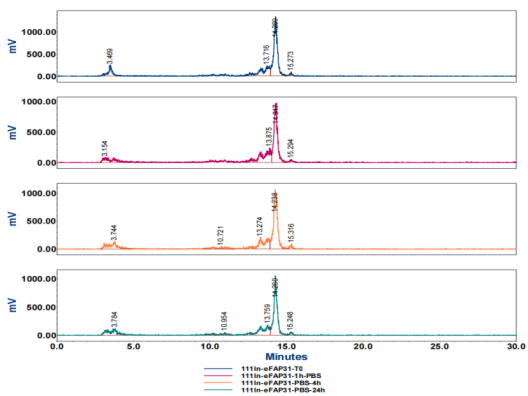 mV
1000.00
500.00
0.00
3.469
13.716
15.273
mV
1000.00
500.00
0.00
3.154
13.875
15.294
mV
1000.00
500.00
0.00
3.744
10.721
13.274
14.238
15.316
mV
1000.00
500.00
0.00
3.784
10.954
13.759
15.248
0.0 5.0 10.0 15.0 20.0 25.0 30.0
Minutes
111In-eFAP31-T0
111In-eFAP31-1h-PBS
111In-eFAP31-PBS-4h
111In-eFAP31-PBS-24h